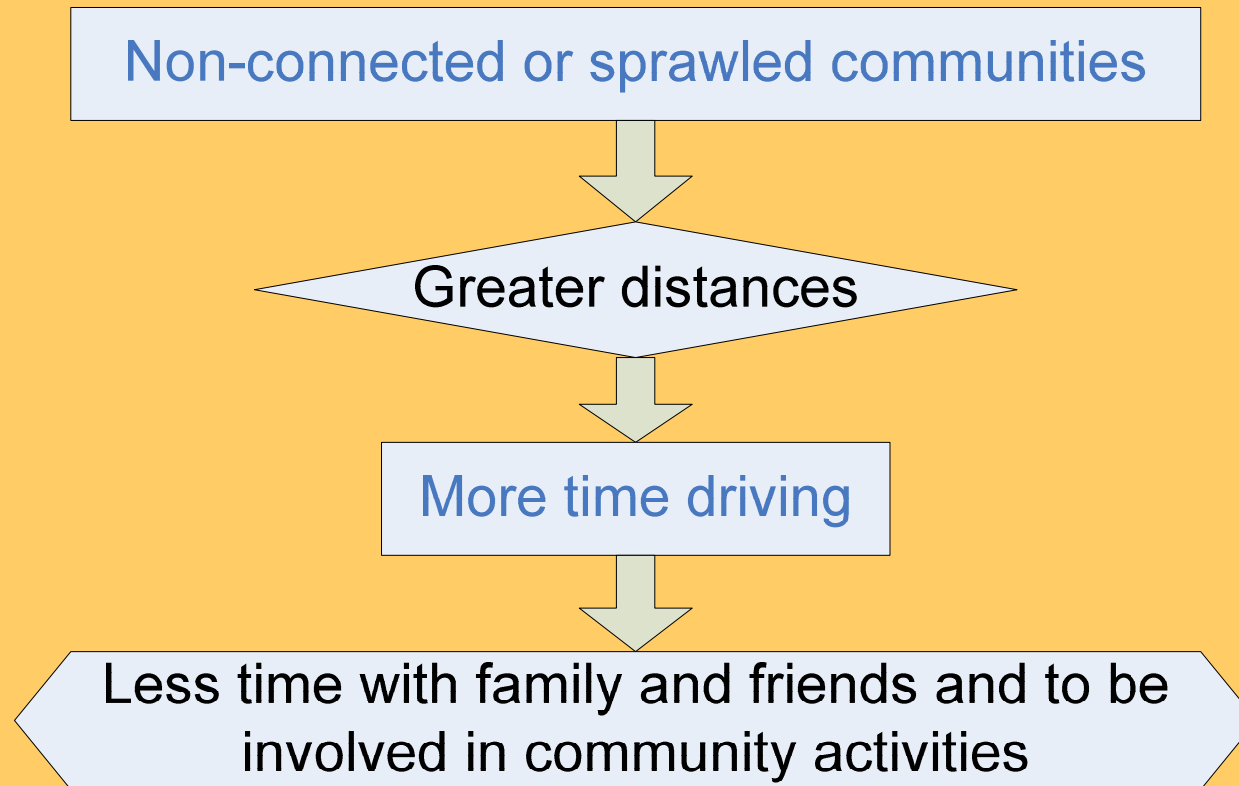 Non-connected or sprawled communities
Greater distances
More time driving
Less time with family and friends and to be
involved in community activities